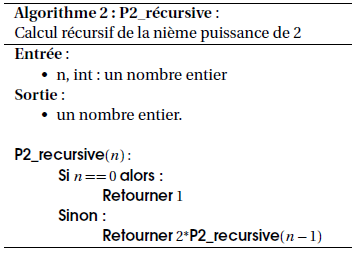 Algorithme 2 : P2_récursive :
Calcul récursif de la nième puissance de 2
Entrée :
• n, int : un nombre entier
Sortie :
• un nombre entier.
P2_recursive(n) :
Si n == 0 alors :
Retourner 1
Sinon :
Retourner 2*P2_recursive(n − 1)